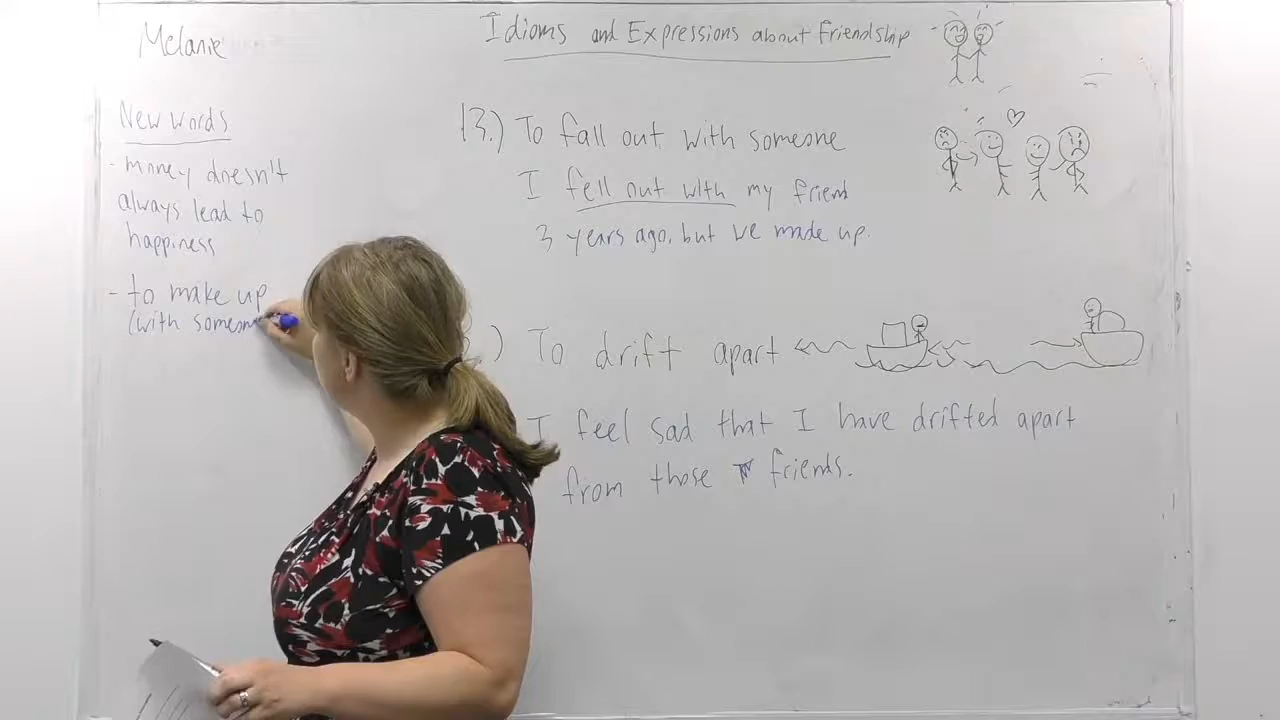 Melanie
Idioms and Expressions about friendship
New words
- money doesn't
always lead to
happiness
- to make up
(with someon
13.) To fall out with someone
I fell out with my friend
3 years ago, but we made up.
) To drift apart
I feel sad that I have drifted apart
from those friends.